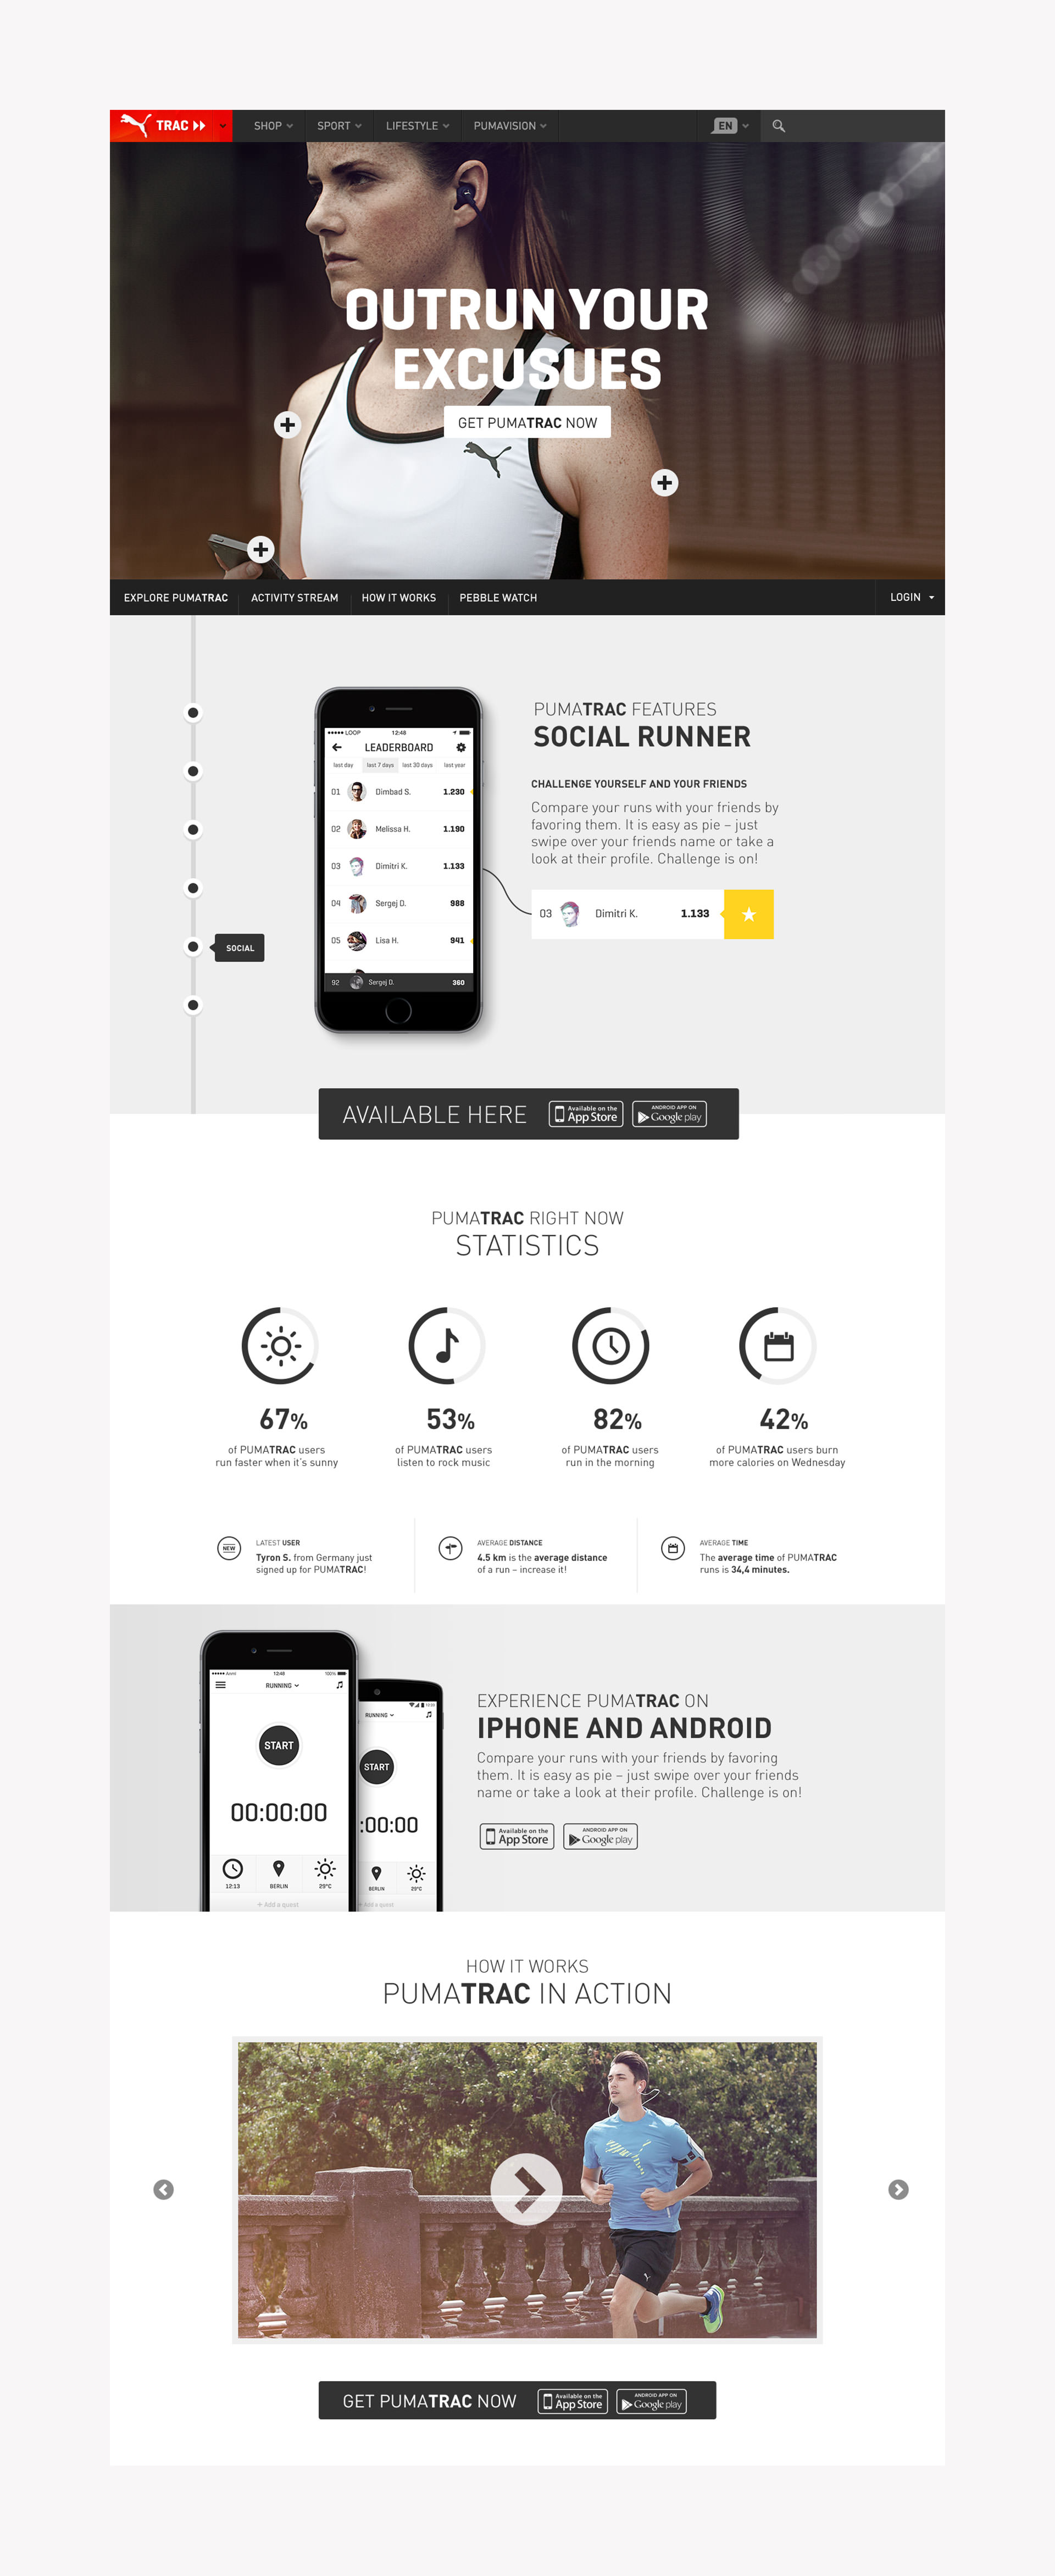 TRAC
SHOP
SPORT
LIFESTYLE
PUMAVISION
EN
OUTRUN YOUR
EXCUSUES
GET PUMATRAC NOW
EXPLORE PUMATRAC
ACTIVITY STREAM
HOW IT WORKS
PEBBLE WATCH
LOGIN
SOCIAL
LOOP 12:48
LEADERBOARD
last day last 7 days last 30 days last year
01 Dimbad S. 1.230
02 Melissa H. 1.190
03 Dimitri K. 1.133
04 Sergej D. 988
05 Lisa H. 941
92 Sergej D. 360
PUMATRAC FEATURES
SOCIAL RUNNER
CHALLENGE YOURSELF AND YOUR FRIENDS
Compare your runs with your friends by
favoring them. It is easy as pie – just
swipe over your friends name or take a
look at their profile. Challenge is on!
03 Dimitri K. 1.133
AVAILABLE HERE
Available on the
App Store
ANDROID APP ON
Google play
PUMATRAC RIGHT NOW
STATISTICS
67%
of PUMATRAC users
run faster when it's sunny
53%
of PUMATRAC users
listen to rock music
82%
of PUMATRAC users
run in the morning
42%
of PUMATRAC users burn
more calories on Wednesday
NEW
LATEST USER
Tyron S. from Germany just
signed up for PUMATRAC!
AVERAGE DISTANCE
4.5 km is the average distance
of a run – increase it!
AVERAGE TIME
The average time of PUMATRAC
runs is 34,4 minutes.
12:48 100%
RUNNING
START
00:00:00
12:13
BERLIN
29°C
+ Add a quest
RUNNING
START
:00:00
BERLIN
29°C
+ Add a quest
EXPERIENCE PUMATRAC ON
IPHONE AND ANDROID
Compare your runs with your friends by favoring
them. It is easy as pie – just swipe over your friends
name or take a look at their profile. Challenge is on!
Available on the
App Store
ANDROID APP ON
Google play
HOW IT WORKS
PUMATRAC IN ACTION
GET PUMATRAC NOW
Available on the
App Store
ANDROID APP ON
Google play